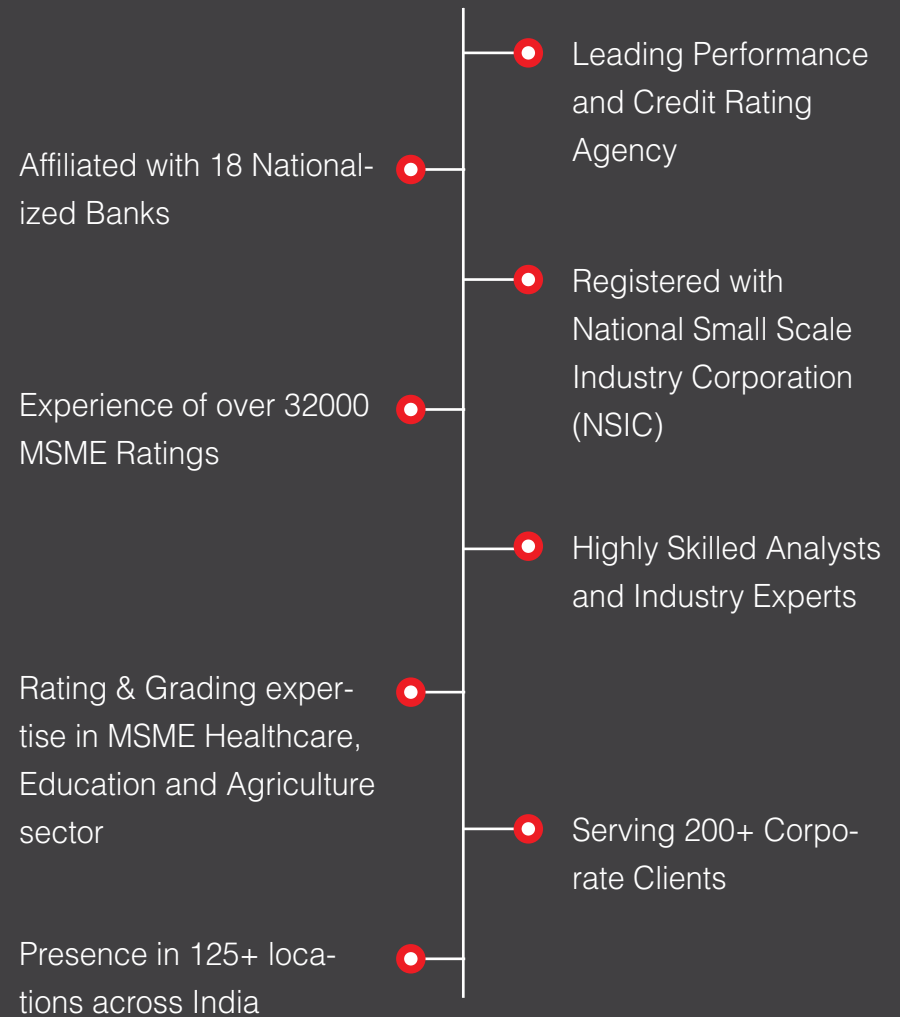 Leading Performance
and Credit Rating
Agency
Affiliated with 18 National-
ized Banks
Registered with
National Small Scale
Industry Corporation
(NSIC)
Experience of over 32000
MSME Ratings
Highly Skilled Analysts
and Industry Experts
Rating & Grading exper-
tise in MSME Healthcare,
Education and Agriculture
sector
Serving 200+ Corpo-
rate Clients
Presence in 125+ loca-
tions across India